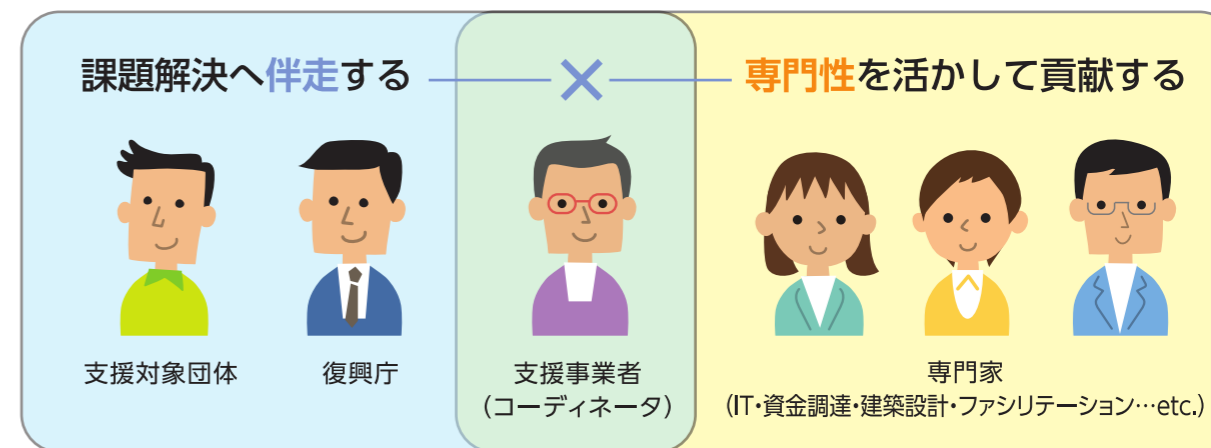 課題解決へ伴走する
×
専門性を活かして貢献する
支援対象団体
復興庁
支援事業者
(コーディネータ)
専門家
(IT・資金調達・建築設計・ファシリテーション…etc.)